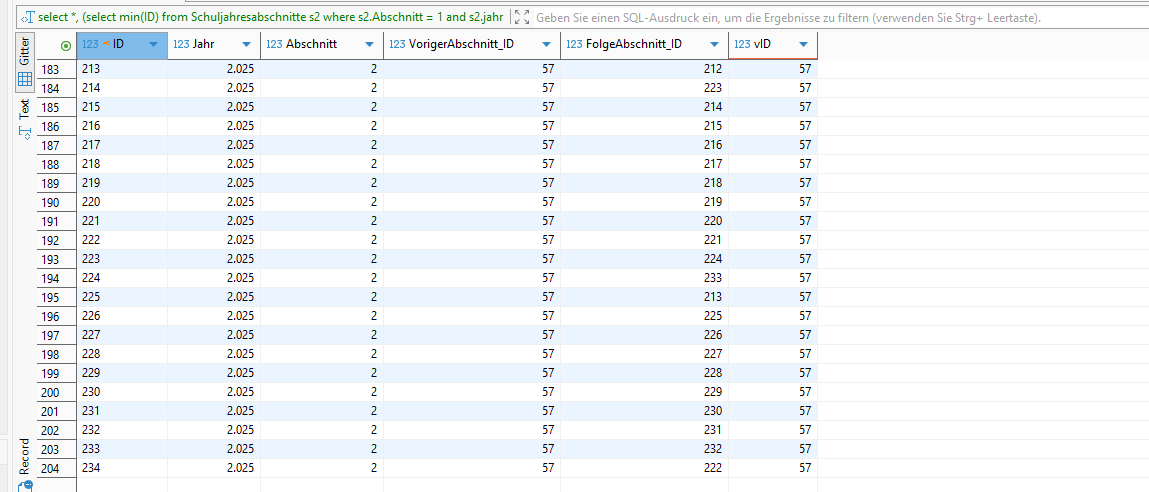 select *, (select min(ID) from Schuljahresabschnitte s2 where s2.Abschnitt = 1 and s2.jahr
Geben Sie einen SQL-Ausdruck ein, um die Ergebnisse zu filtern (verwenden Sie Strg+ Leertaste).
Gitter
Text
Record
123 ID 123 Jahr 123 Abschnitt 123 VorigerAbschnitt_ID 123 FolgeAbschnitt_ID 123 vID
183 213 2.025 2 57 212 57
184 214 2.025 2 57 223 57
185 215 2.025 2 57 214 57
186 216 2.025 2 57 215 57
187 217 2.025 2 57 216 57
188 218 2.025 2 57 217 57
189 219 2.025 2 57 218 57
190 220 2.025 2 57 219 57
191 221 2.025 2 57 220 57
192 222 2.025 2 57 221 57
193 223 2.025 2 57 224 57
194 224 2.025 2 57 233 57
195 225 2.025 2 57 213 57
196 226 2.025 2 57 225 57
197 227 2.025 2 57 226 57
198 228 2.025 2 57 227 57
199 229 2.025 2 57 228 57
200 230 2.025 2 57 229 57
201 231 2.025 2 57 230 57
202 232 2.025 2 57 231 57
203 233 2.025 2 57 232 57
204 234 2.025 2 57 222 57